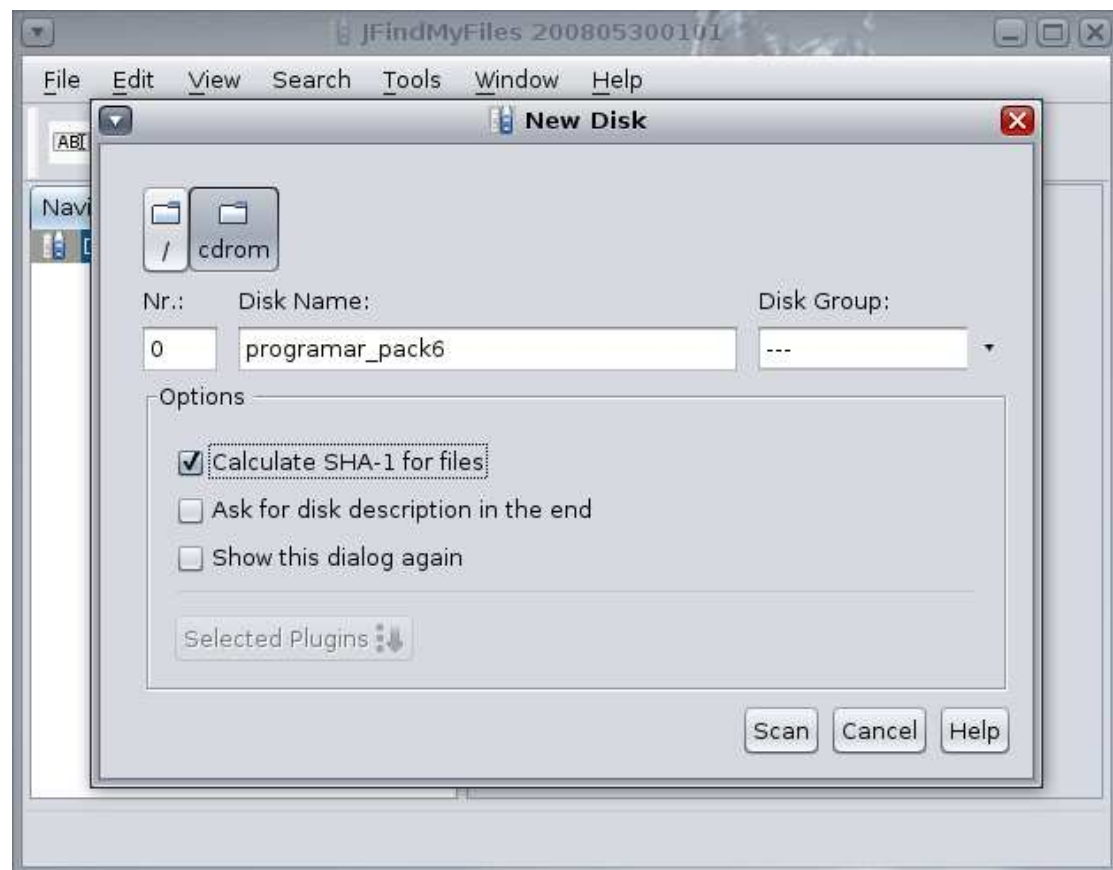 JFindMyFiles 200805300101
File Edit View Search Tools Window Help
New Disk
ABI
Navi
/ cdrom
Nr.: Disk Name: Disk Group:
0 programar_pack6 ---
Options
Calculate SHA-1 for files
Ask for disk description in the end
Show this dialog again
Selected Plugins
Scan Cancel Help